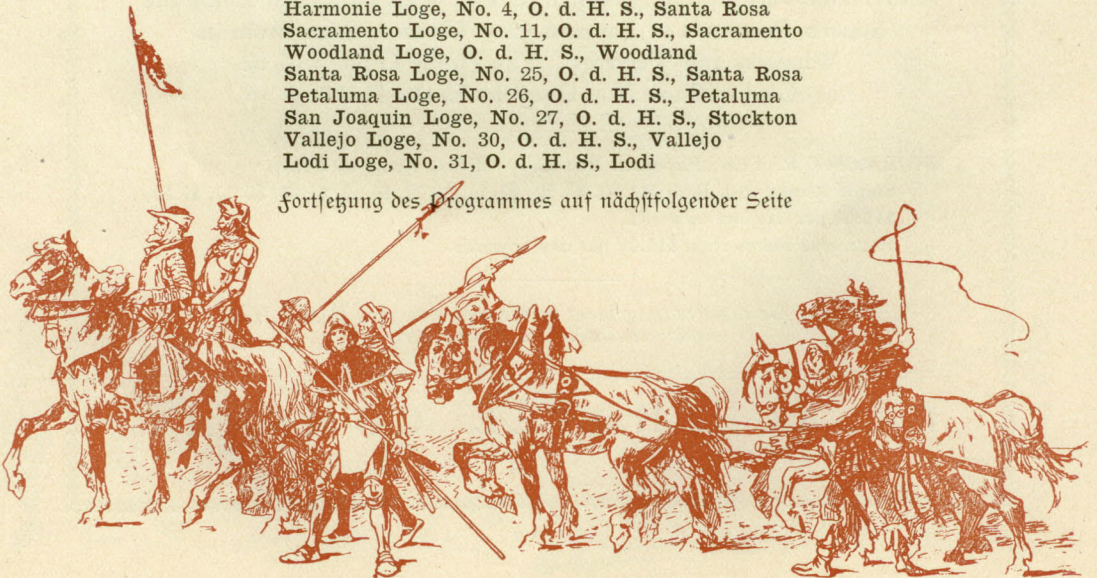 Harmonie Loge, No. 4, O. d. H. S., Santa Rosa
Sacramento Loge, No. 11, O. d. H. S., Sacramento
Woodland Loge, O. d. H. S., Woodland
Santa Rosa Loge, No. 25, O. d. H. S., Santa Rosa
Petaluma Loge, No. 26, O. d. H. S., Petaluma
San Joaquin Loge, No. 27, O. d. H. S., Stockton
Vallejo Loge, No. 30, O. d. H. S., Vallejo
Lodi Loge, No. 31, O. d. H. S., Lodi
Fortſetzung des Programmes auf nächſtfolgender Seite